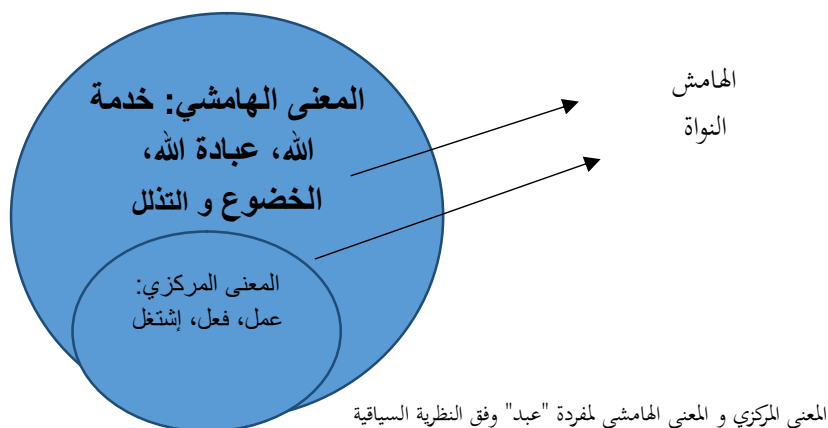 المعنى الهامشي: خدمة
الله، عبادة الله،
الخضوع و التذلل
المعنى المركزي:
عمل، فعل، إشتغل
الهامش
النواة
المعنى المركزي و المعنى الهامشي لمفردة "عبد" وفق النظرية السياقية